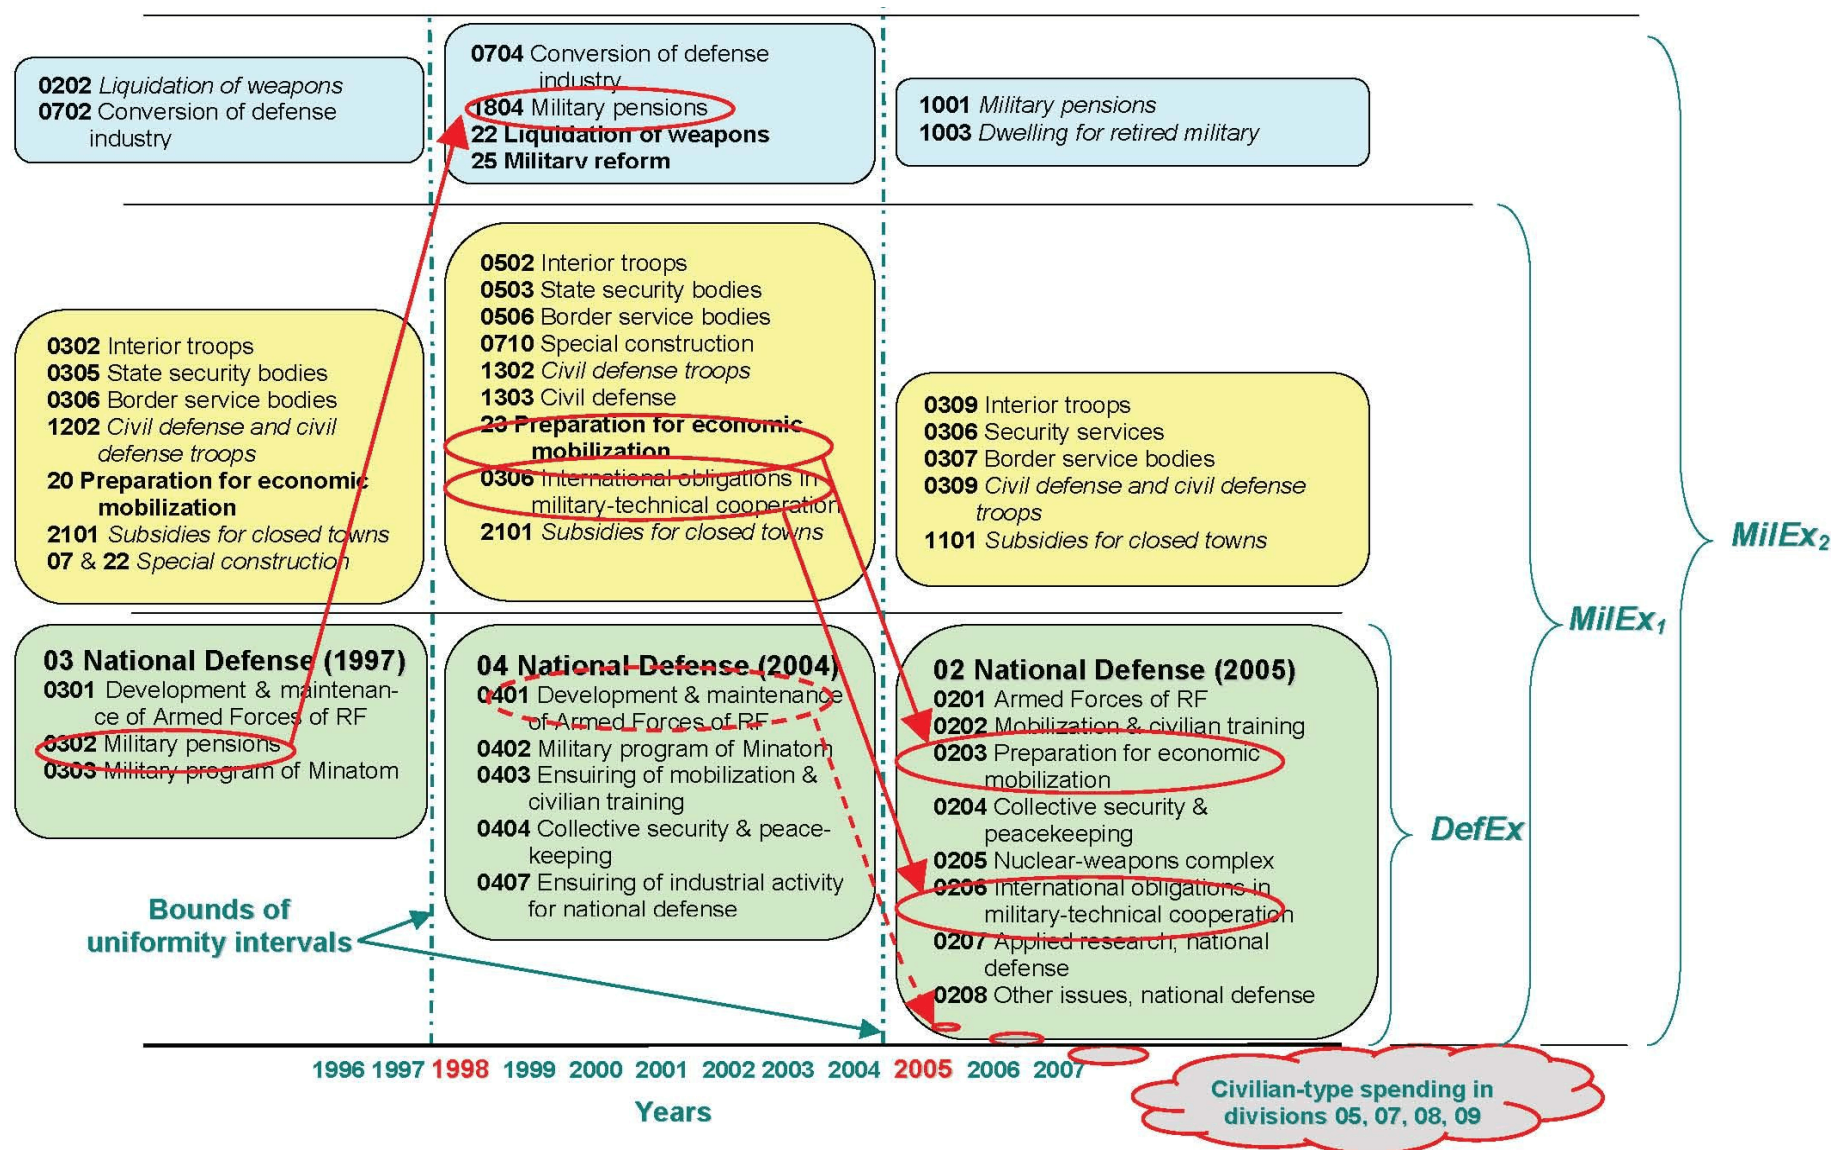 0202 Liquidation of weapons
0702 Conversion of defense
industry
0704 Conversion of defense
industry
1804 Military pensions
22 Liquidation of weapons
25 Military reform
1001 Military pensions
1003 Dwelling for retired military
0302 Interior troops
0305 State security bodies
0306 Border service bodies
1202 Civil defense and civil
defense troops
20 Preparation for economic
mobilization
2101 Subsidies for closed towns
07 & 22 Special construction
0502 Interior troops
0503 State security bodies
0506 Border service bodies
0710 Special construction
1302 Civil defense troops
1303 Civil defense
23 Preparation for economic
mobilization
0306 International obligations in
military-technical cooperation
2101 Subsidies for closed towns
0309 Interior troops
0306 Security services
0307 Border service bodies
0309 Civil defense and civil defense
troops
1101 Subsidies for closed towns
03 National Defense (1997)
0301 Development & maintenan-
ce of Armed Forces of RF
0302 Military pensions
0303 Military program of Minatom
04 National Defense (2004)
0401 Development & maintenance
of Armed Forces of RF
0402 Military program of Minatom
0403 Ensuiring of mobilization &
civilian training
0404 Collective security & peace-
keeping
0407 Ensuiring of industrial activity
for national defense
02 National Defense (2005)
0201 Armed Forces of RF
0202 Mobilization & civilian training
0203 Preparation for economic
mobilization
0204 Collective security &
peacekeeping
0205 Nuclear-weapons complex
0206 International obligations in
military-technical cooperation
0207 Applied research, national
defense
0208 Other issues, national defense
MilEx2
MilEx1
DefEx
Bounds of
uniformity intervals
1996 1997 1998 1999 2000 2001 2002 2003 2004 2005 2006 2007
Years
Civilian-type spending in
divisions 05, 07, 08, 09